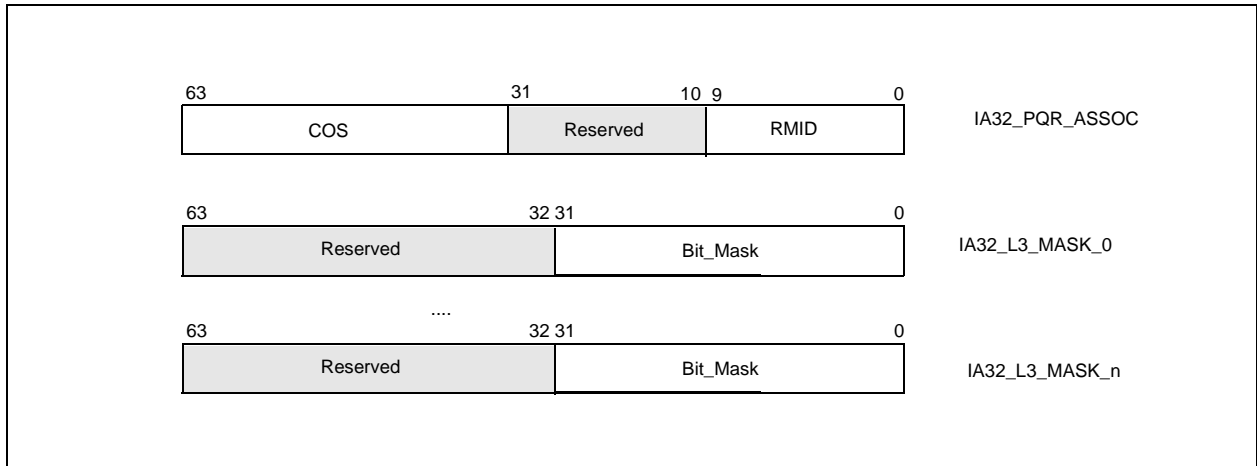 63 31 10 9 0
COS Reserved RMID IA32_PQR_ASSOC
63 32 31 0
Reserved Bit_Mask IA32_L3_MASK_0
....
63 32 31 0
Reserved Bit_Mask IA32_L3_MASK_n